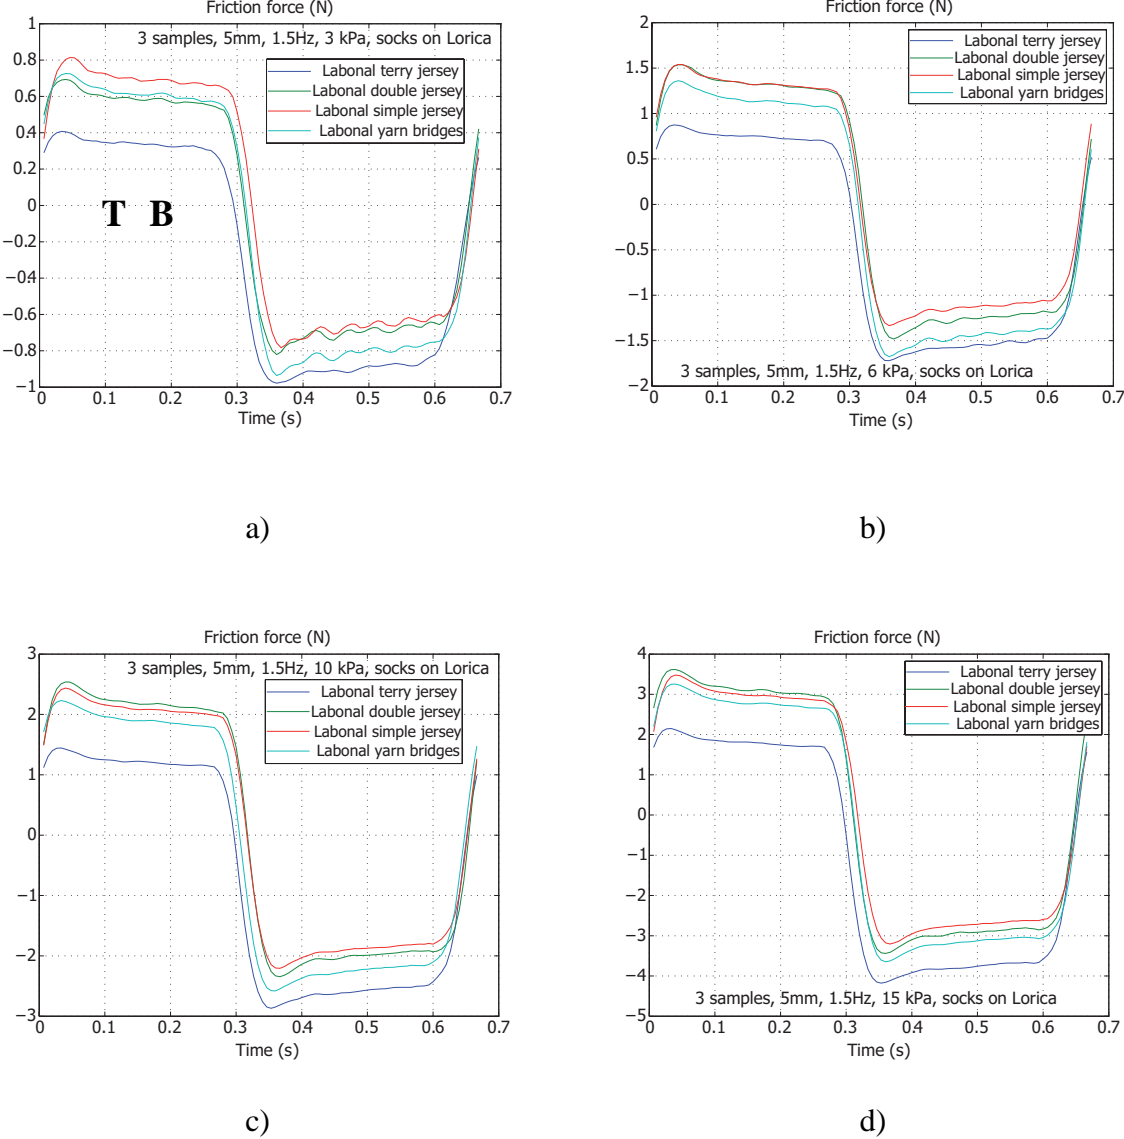 Friction force (N)
3 samples, 5mm, 1.5Hz, 3 kPa, socks on Lorica
Labonal terry jersey
Labonal double jersey
Labonal simple jersey
Labonal yarn bridges
T B
1
0.8
0.6
0.4
0.2
0
−0.2
−0.4
−0.6
−0.8
−1
0 0.1 0.2 0.3 0.4 0.5 0.6 0.7
Time (s)
a)
Friction force (N)
Labonal terry jersey
Labonal double jersey
Labonal simple jersey
Labonal yarn bridges
2
1.5
1
0.5
0
−0.5
−1
−1.5
−2
3 samples, 5mm, 1.5Hz, 6 kPa, socks on Lorica
0 0.1 0.2 0.3 0.4 0.5 0.6 0.7
Time (s)
b)
Friction force (N)
3 samples, 5mm, 1.5Hz, 10 kPa, socks on Lorica
Labonal terry jersey
Labonal double jersey
Labonal simple jersey
Labonal yarn bridges
3
2
1
0
−1
−2
−3
0 0.1 0.2 0.3 0.4 0.5 0.6 0.7
Time (s)
c)
Friction force (N)
Labonal terry jersey
Labonal double jersey
Labonal simple jersey
Labonal yarn bridges
4
3
2
1
0
−1
−2
−3
−4
−5
3 samples, 5mm, 1.5Hz, 15 kPa, socks on Lorica
0 0.1 0.2 0.3 0.4 0.5 0.6 0.7
Time (s)
d)